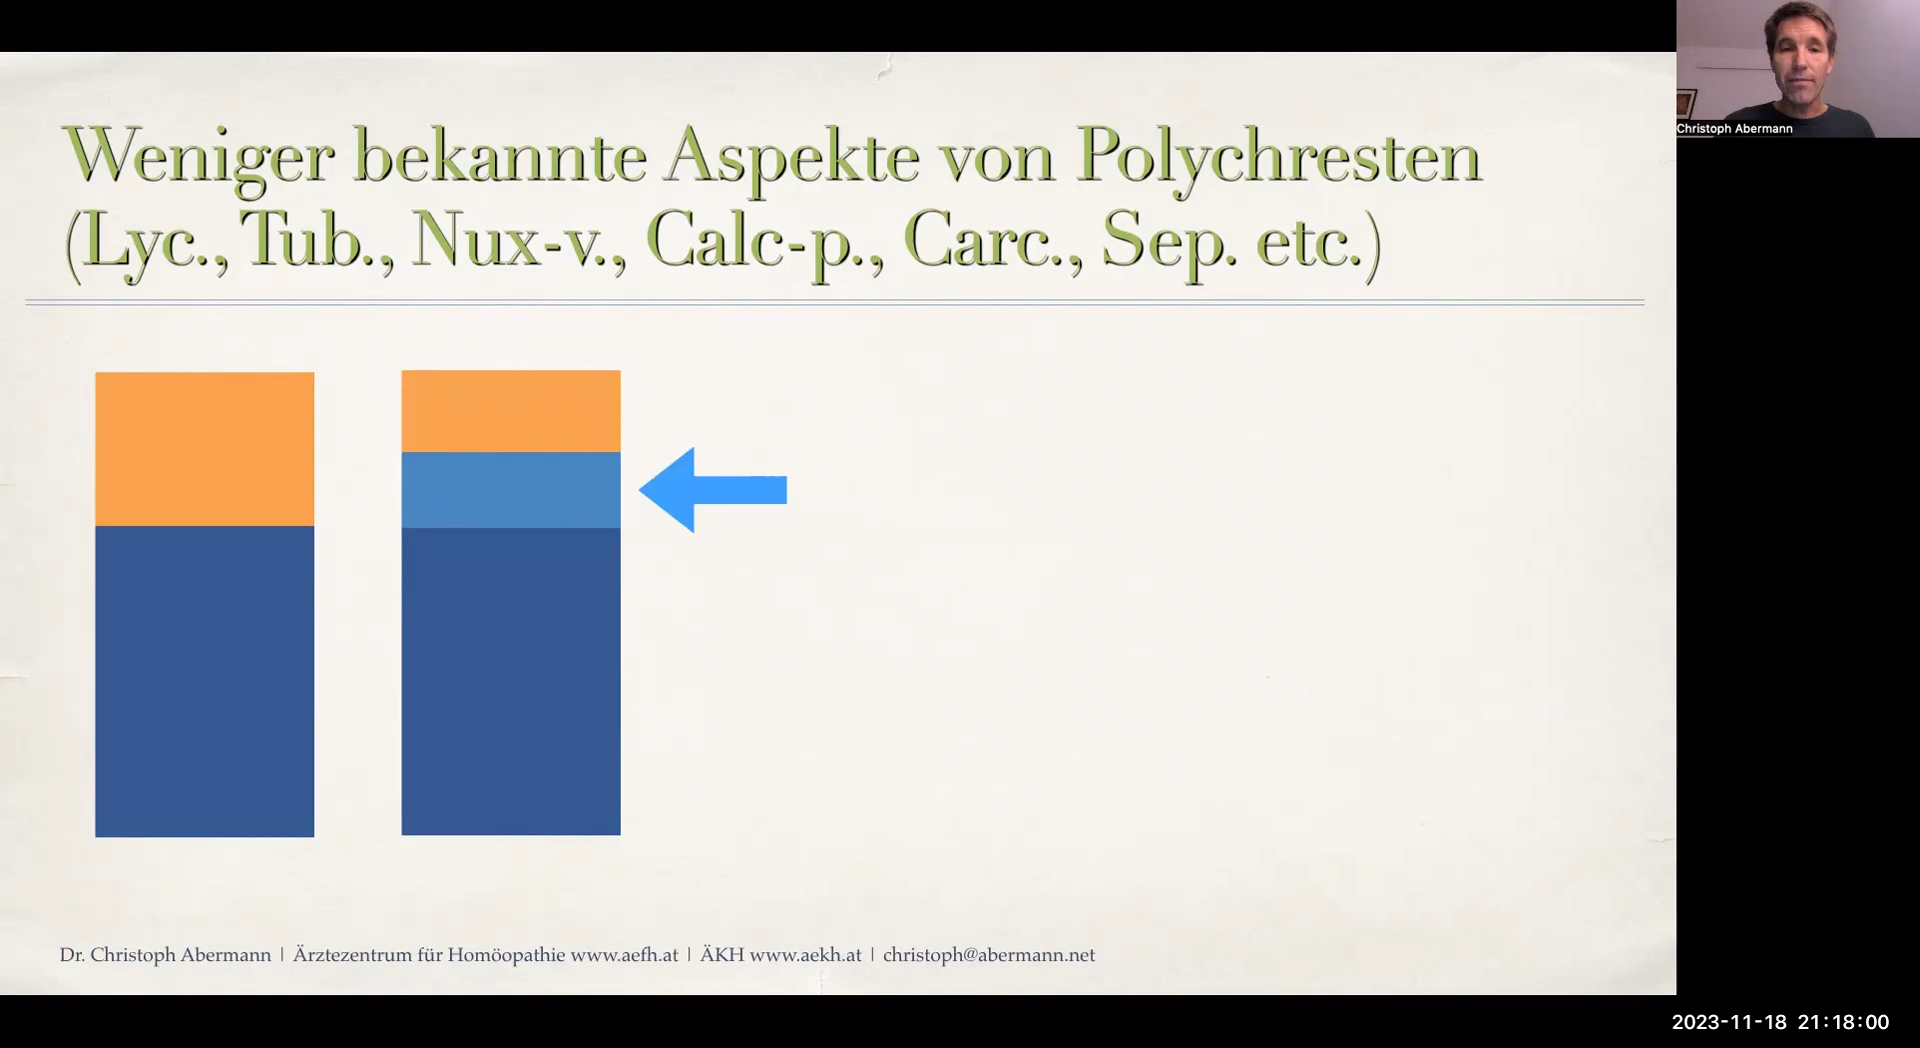 Weniger bekannte Aspekte von Polychresten
(Lyc., Tub., Nux-v., Calc-p., Carc., Sep. etc.)
Christoph Abermann
Dr. Christoph Abermann | Ärztezentrum für Homöopathie www.aefh.at | ÄKH www.aekh.at | christoph@abermann.net
2023-11-18 21:18:00